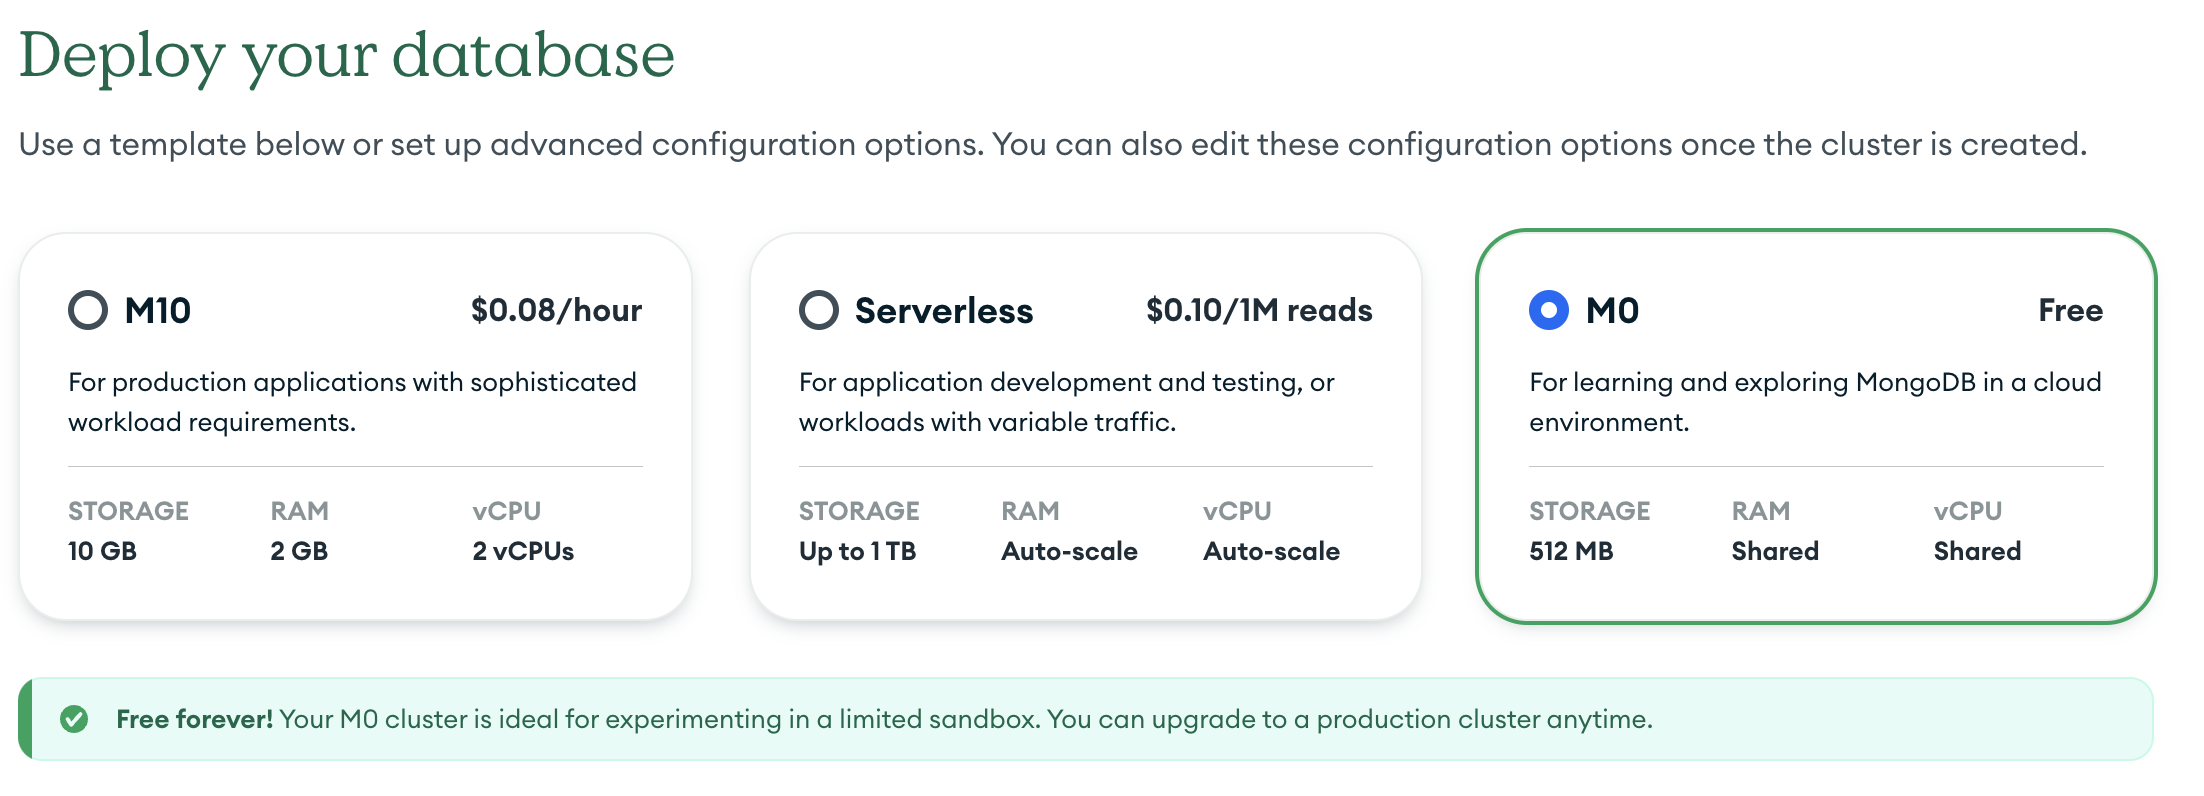 Deploy your database
Use a template below or set up advanced configuration options. You can also edit these configuration options once the cluster is created.
M10 $0.08/hour
For production applications with sophisticated
workload requirements.
STORAGE RAM vCPU
10 GB 2 GB 2 vCPUs
Serverless $0.10/1M reads
For application development and testing, or
workloads with variable traffic.
STORAGE RAM vCPU
Up to 1 TB Auto-scale Auto-scale
M0 Free
For learning and exploring MongoDB in a cloud
environment.
STORAGE RAM vCPU
512 MB Shared Shared
Free forever! Your M0 cluster is ideal for experimenting in a limited sandbox. You can upgrade to a production cluster anytime.